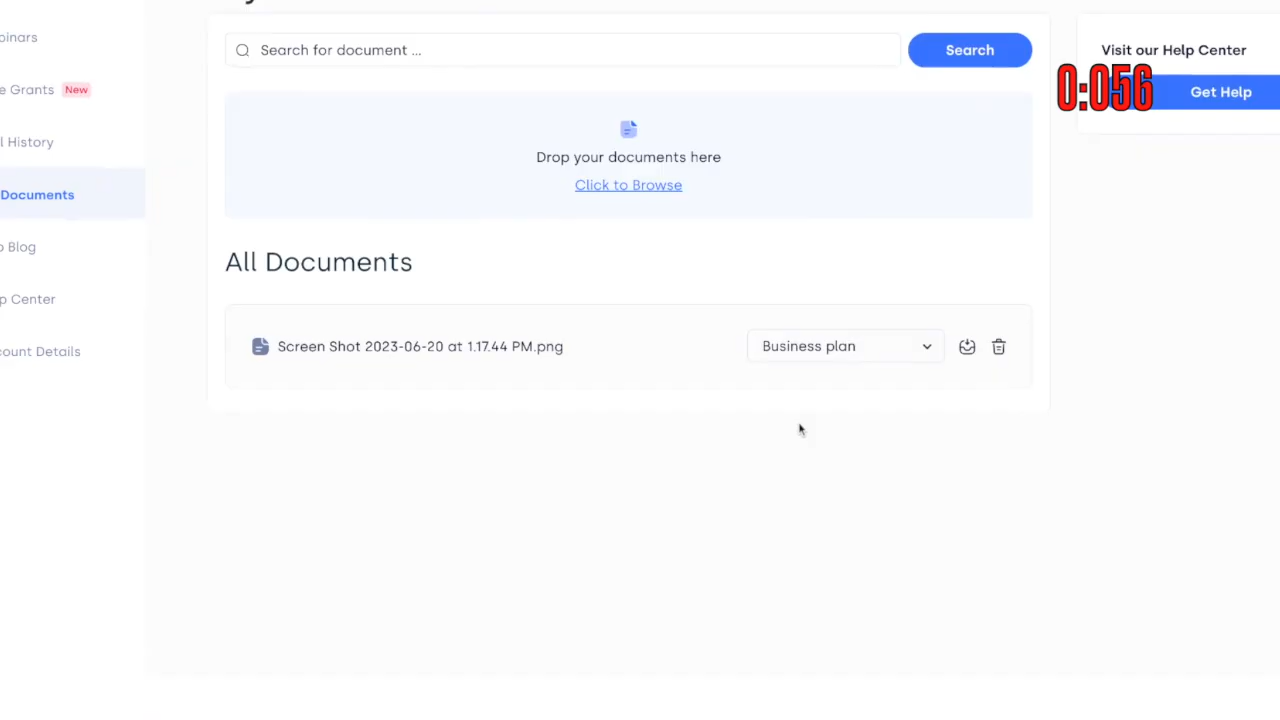 binars
e Grants New
l History
Documents
o Blog
p Center
count Details
Search for document ...
Search
Drop your documents here
Click to Browse
All Documents
Screen Shot 2023-06-20 at 1.17.44 PM.png
Business plan
Visit our Help Center
Get Help
0:056